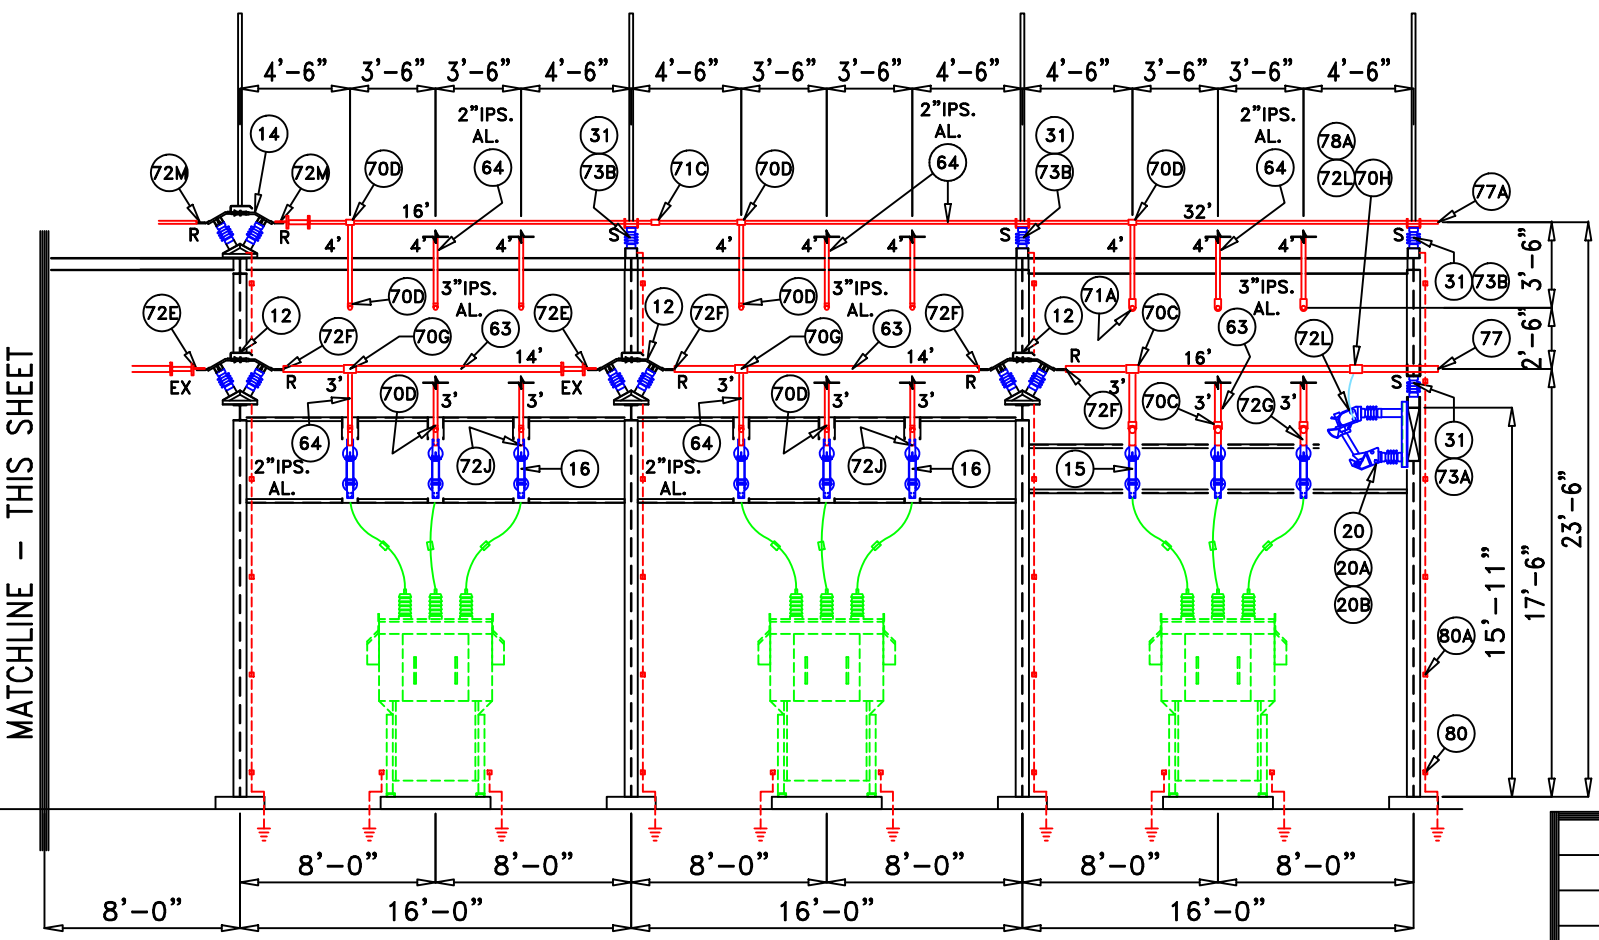 4'-6" 3'-6" 3'-6" 4'-6" 4'-6" 3'-6" 3'-6" 4'-6" 4'-6" 3'-6" 3'-6" 4'-6"
2"IPS. AL.
2"IPS. AL.
2"IPS. AL.
14 31 31 78A
72M 72M 70D 64 73B 71C 70D 64 73B 70D 64 72L 70H 77A
16' 32'
R R S S S
4' 4' 4' 4' 4' 4' 4' 4' 4'
70D 3"IPS. AL. 70D 3"IPS. AL. 71A 3"IPS. AL. 31 73B
72E 12 72F 70G 63 72E 12 72F 70G 63 72F 12 70C 63 72L 77
14' 14' R 16'
EX R EX R R S
3' 3' 3' 3' 3' 3' 3' 3' 3'
70D 70D 72F 70C 72G
64 72J 16 64 72J 16 15 31
2"IPS. AL.
2"IPS. AL.
73A
20
20A
20B
80A
80
3'-6"
2'-6"
15'-11"
17'-6"
23'-6"
MATCHLINE - THIS SHEET
8'-0" 8'-0" 8'-0" 8'-0" 8'-0" 8'-0"
8'-0" 16'-0" 16'-0" 16'-0"